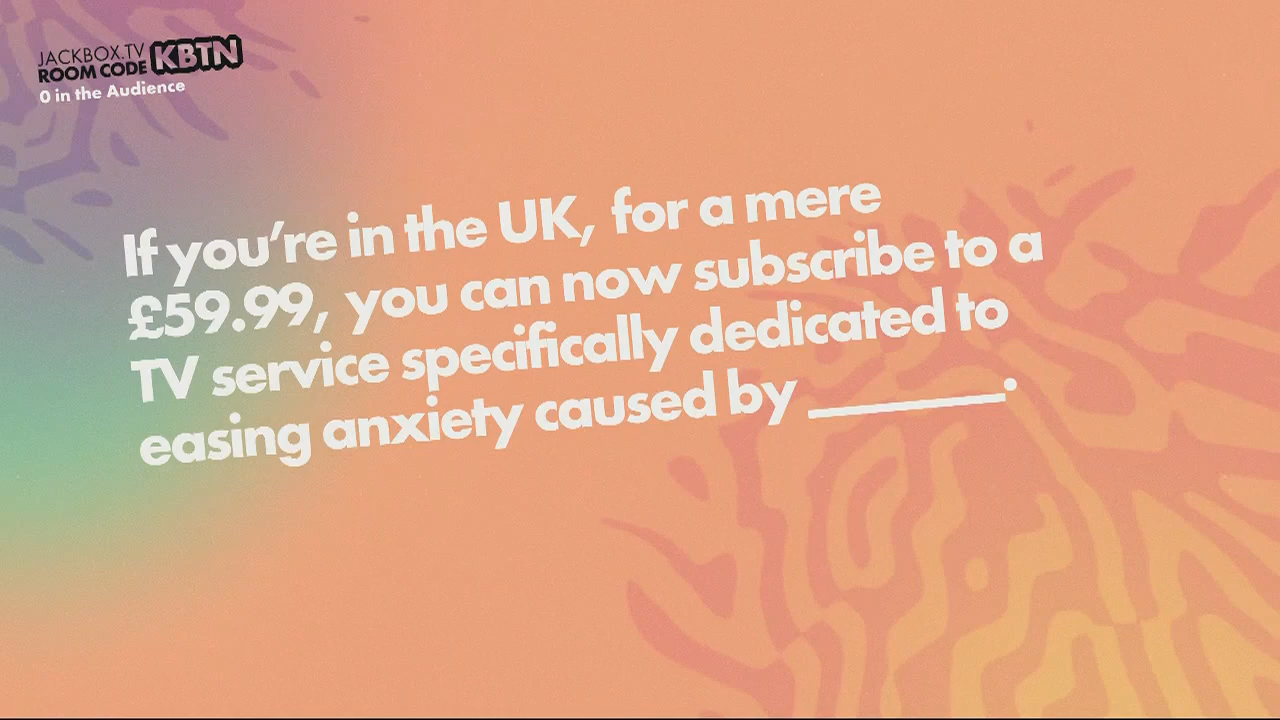 JACKBOX.TV
ROOM CODE KBTN
0 in the Audience
If you're in the UK, for a mere
£59.99, you can now subscribe to a
TV service specifically dedicated to
easing anxiety caused by ________.